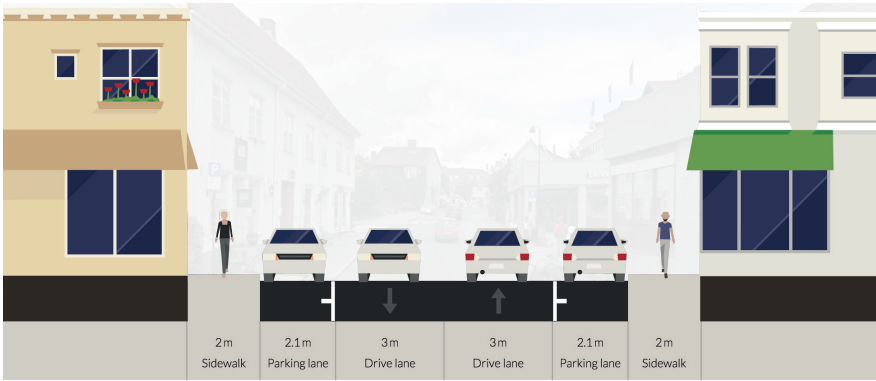 2 m
Sidewalk
2.1 m
Parking lane
3 m
Drive lane
3 m
Drive lane
2.1 m
Parking lane
2 m
Sidewalk